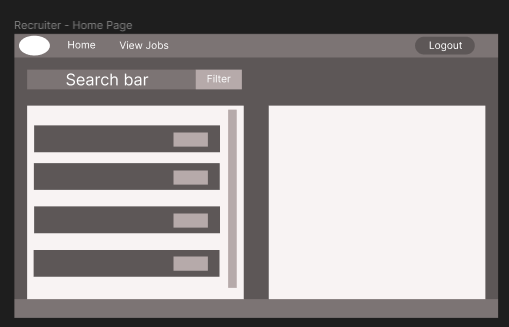 Recruiter - Home Page
Home View Jobs Logout
Search bar Filter